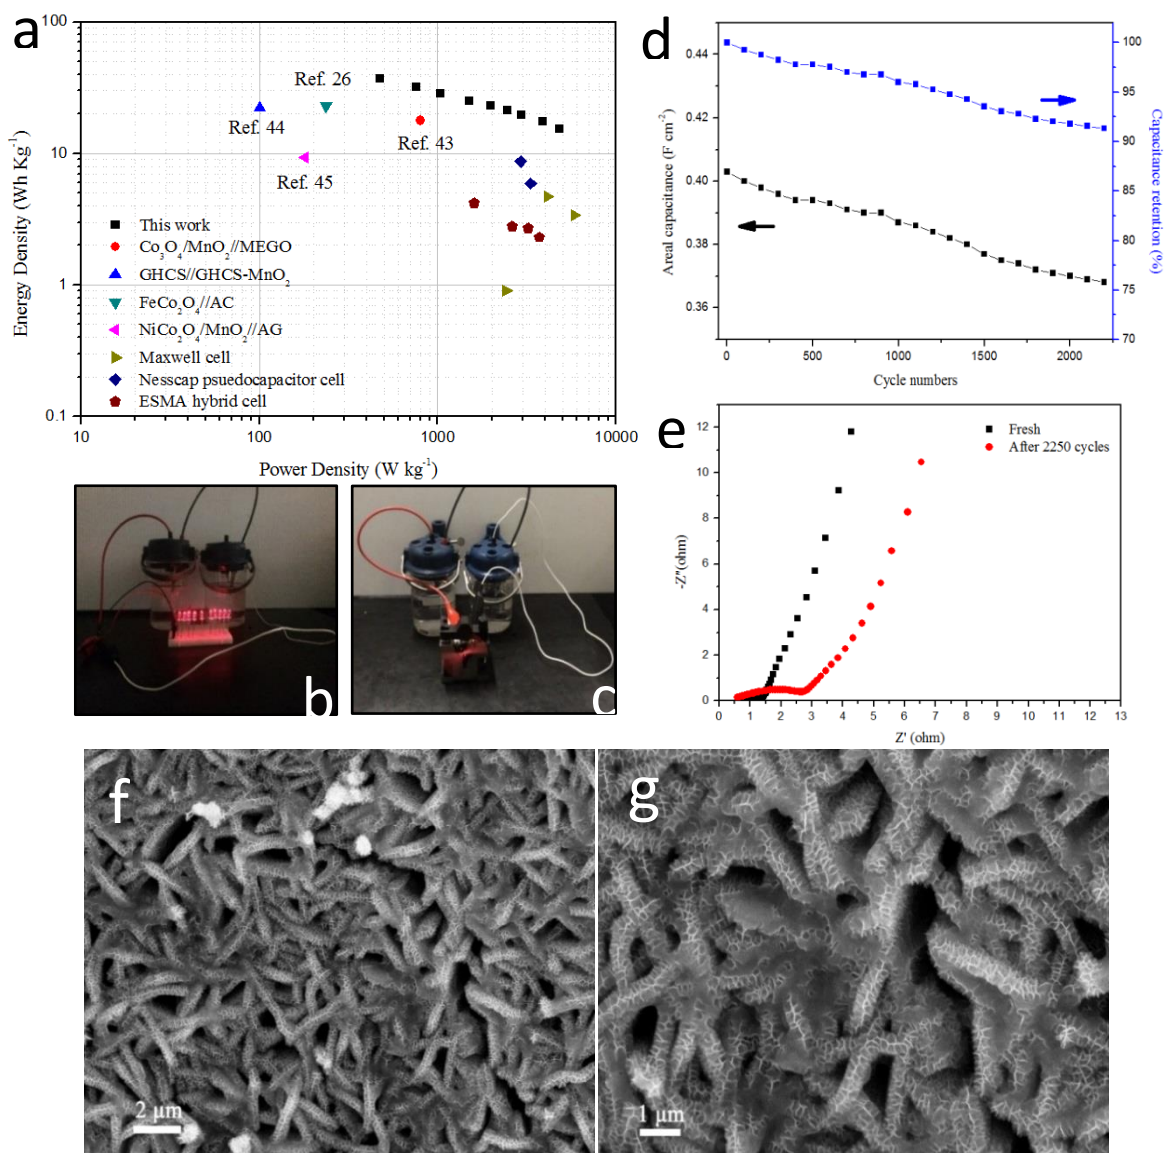 a
100
10
1
0.1
Energy Density (Wh Kg⁻¹)
Ref. 26
Ref. 44
Ref. 43
Ref. 45
This work
Co₃O₄/MnO₂//MEGO
GHCS//GHCS-MnO₂
FeCo₂O₄//AC
NiCo₂O₄/MnO₂//AG
Maxwell cell
Nesscap psuedocapacitor cell
ESMA hybrid cell
10 100 1000 10000
Power Density (W kg⁻¹)
b
c
d
0.44
0.42
0.40
0.38
0.36
Areal capacitance (F cm⁻²)
100
95
90
85
80
75
70
Capacitance retention (%)
0 500 1000 1500 2000
Cycle numbers
e
12
10
8
6
4
2
0
-Z''(ohm)
Fresh
After 2250 cycles
0 1 2 3 4 5 6 7 8 9 10 11 12 13
Z' (ohm)
f
2 μm
g
1 μm